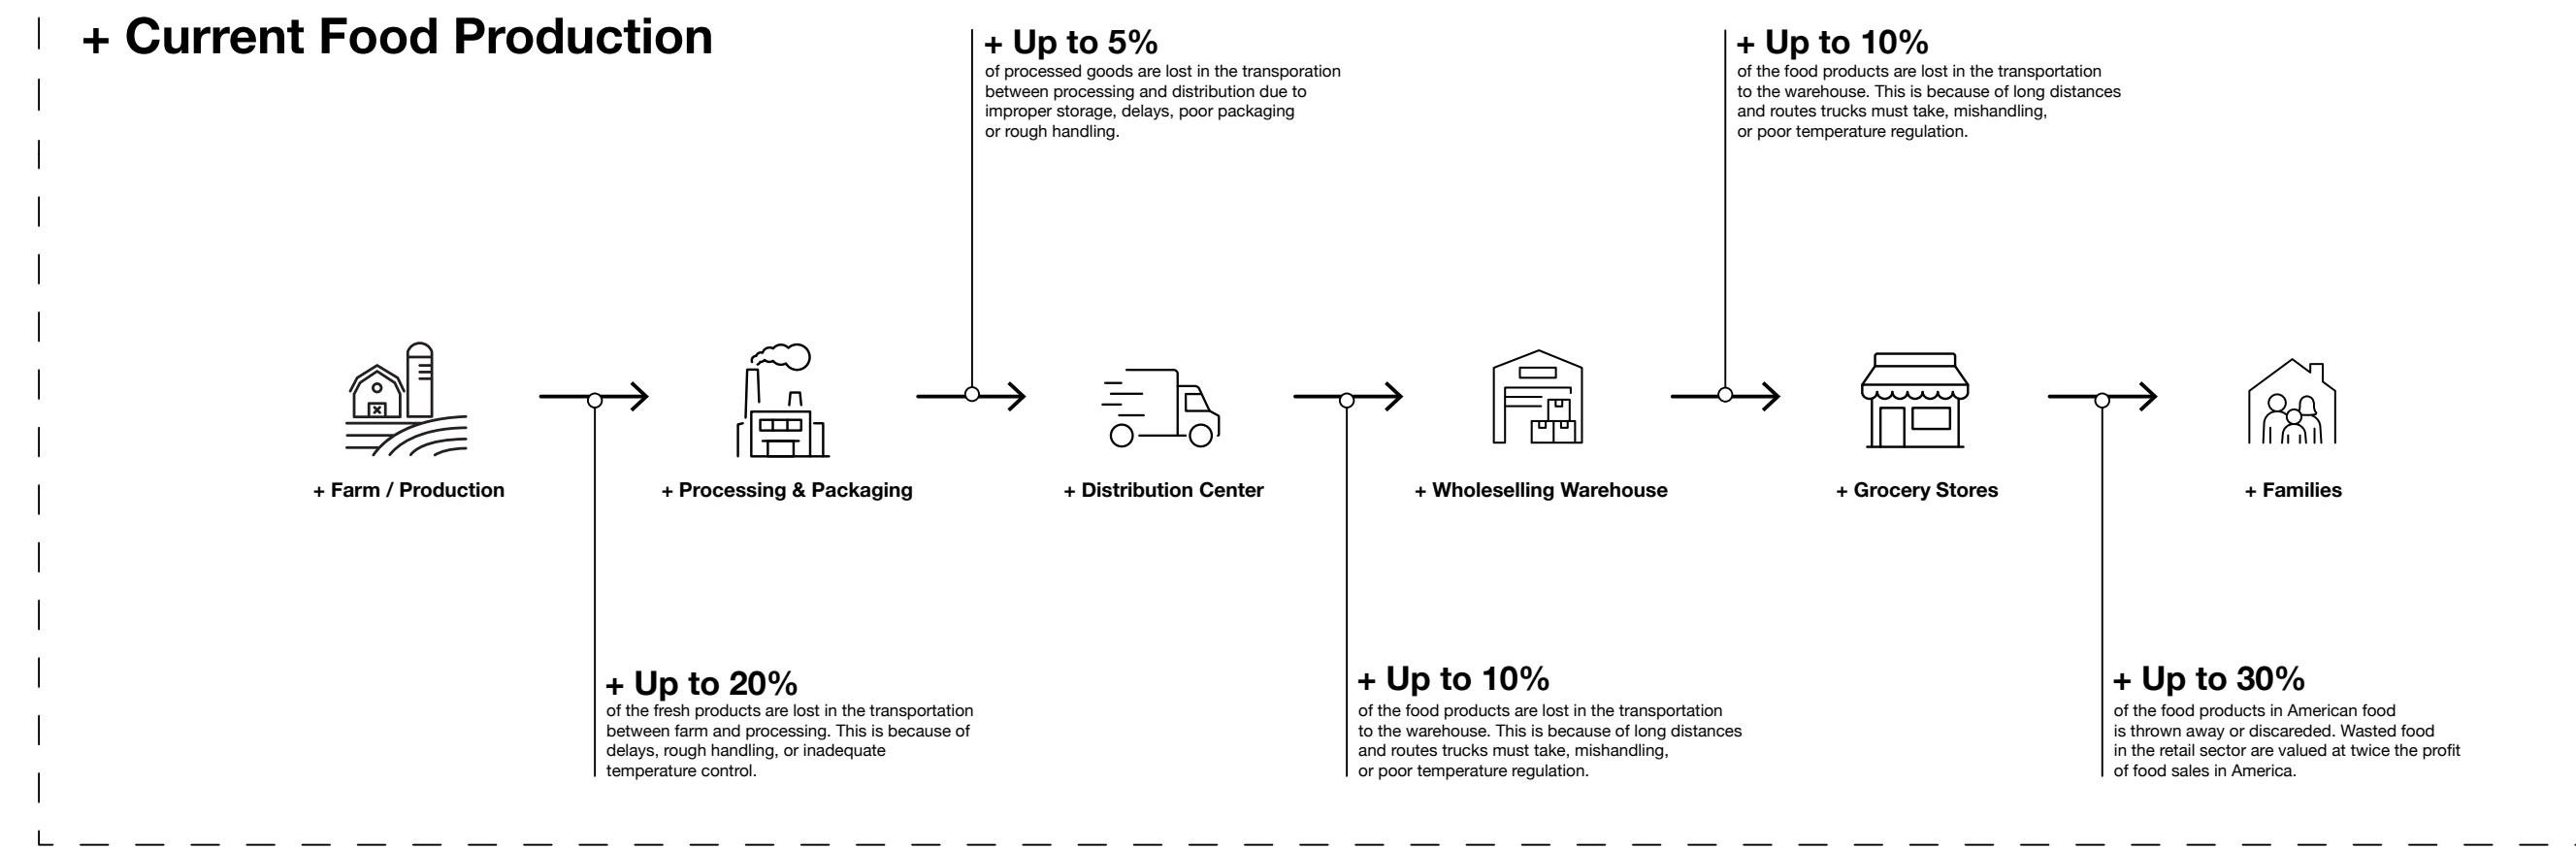 + Current Food Production
+ Up to 5%
of processed goods are lost in the transporation
between processing and distribution due to
improper storage, delays, poor packaging
or rough handling.
+ Up to 10%
of the food products are lost in the transportation
to the warehouse. This is because of long distances
and routes trucks must take, mishandling,
or poor temperature regulation.
+ Farm / Production
+ Processing & Packaging
+ Distribution Center
+ Wholeselling Warehouse
+ Grocery Stores
+ Families
+ Up to 20%
of the fresh products are lost in the transportation
between farm and processing. This is because of
delays, rough handling, or inadequate
temperature control.
+ Up to 10%
of the food products are lost in the transportation
to the warehouse. This is because of long distances
and routes trucks must take, mishandling,
or poor temperature regulation.
+ Up to 30%
of the food products in American food
is thrown away or discareded. Wasted food
in the retail sector are valued at twice the profit
of food sales in America.